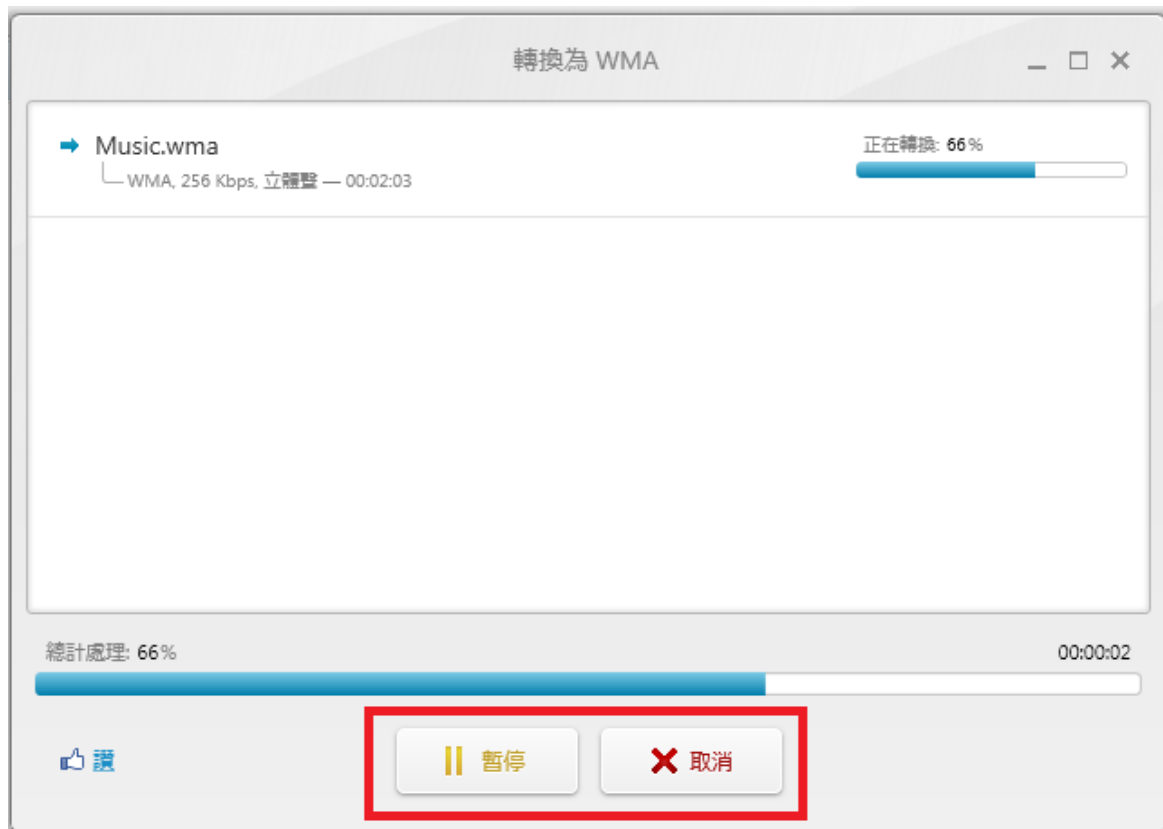 轉換為 WMA
Music.wma
正在轉換: 66%
WMA, 256 Kbps, 立體聲 — 00:02:03
總計處理: 66%
00:00:02
讚
暫停
取消